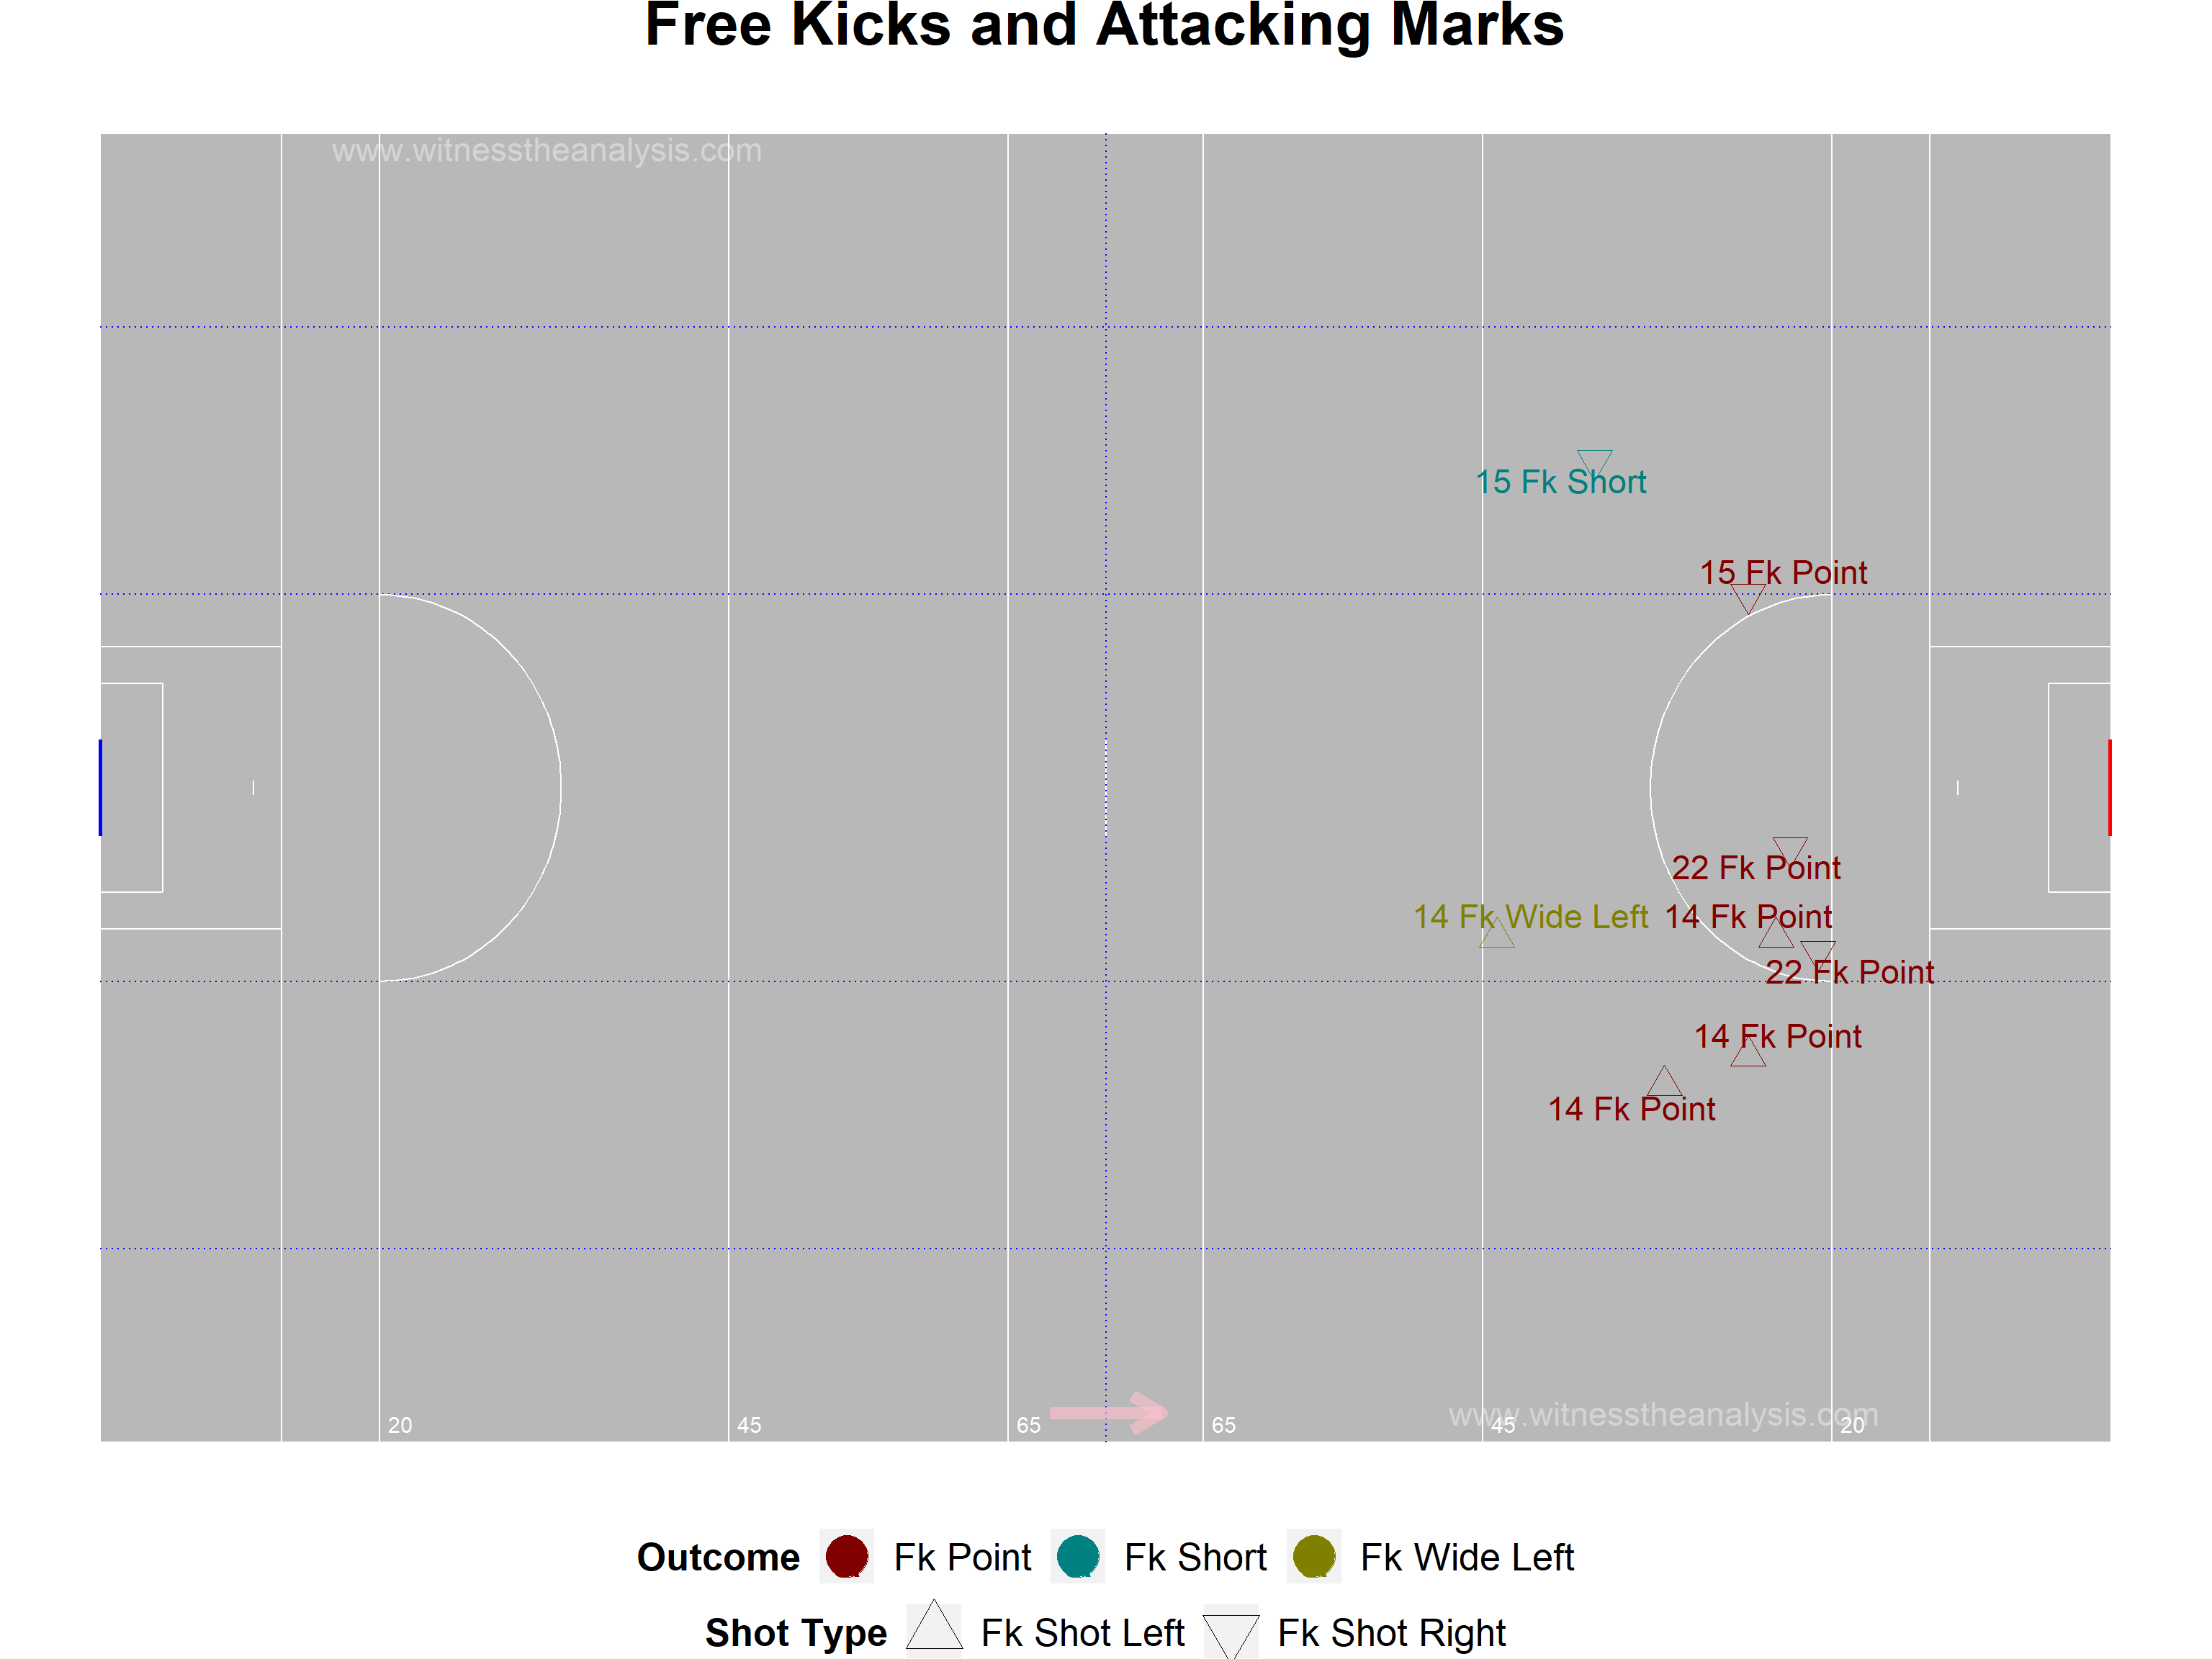 Free Kicks and Attacking Marks
www.witnesstheanalysis.com
15 Fk Short
15 Fk Point
22 Fk Point
14 Fk Wide Left
14 Fk Point
22 Fk Point
14 Fk Point
14 Fk Point
www.witnesstheanalysis.com
20
45
65
65
45
20
Outcome Fk Point Fk Short Fk Wide Left
Shot Type Fk Shot Left Fk Shot Right